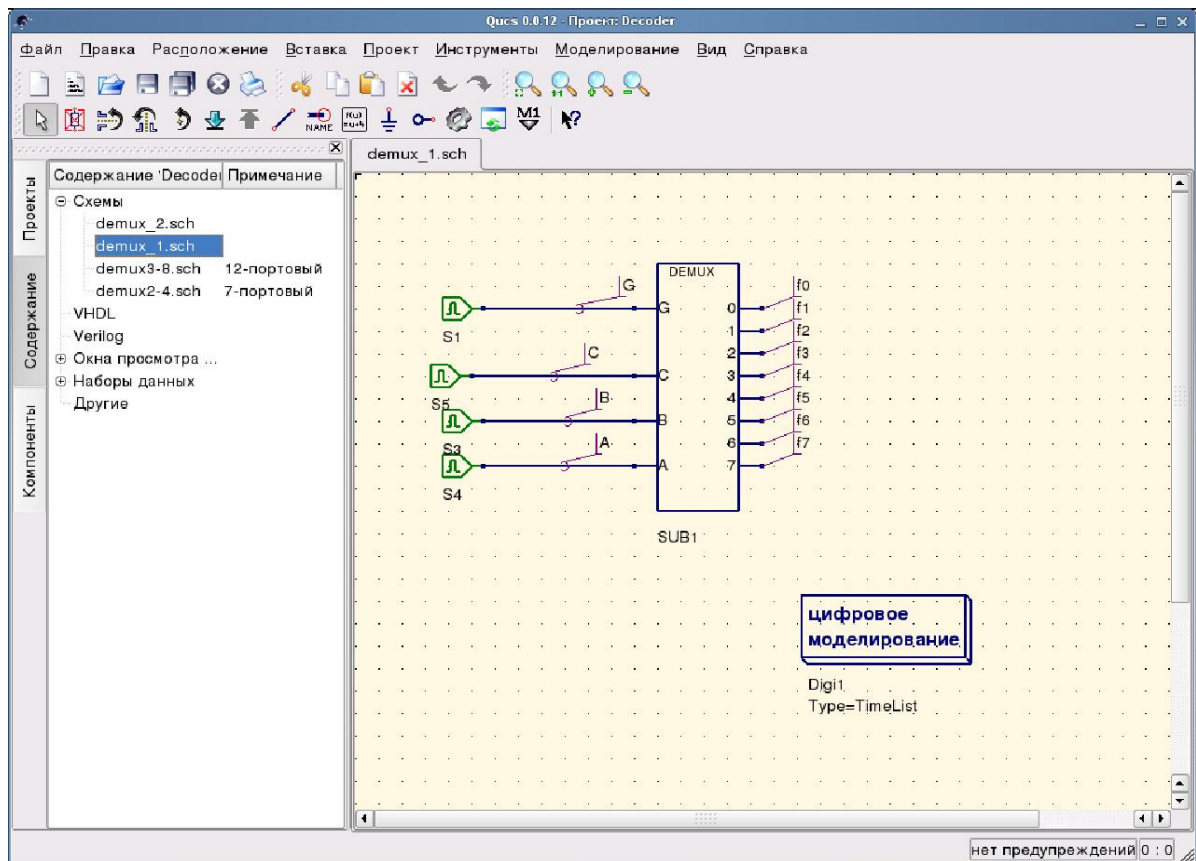 Qucs 0.0.12 - Проект: Decoder
Файл Правка Расположение Вставка Проект Инструменты Моделирование Вид Справка
NAME
M1
demux_1.sch
Проекты
Содержание
Компоненты
Содержание 'Decoder Примечание
Схемы
demux_2.sch
demux_1.sch
demux3-8.sch 12-портовый
demux2-4.sch 7-портовый
VHDL
Verilog
Окна просмотра ...
Наборы данных
Другие
DEMUX
G
S1
C
S5
B
S3
A
S4
G
C
B
A
0
1
2
3
4
5
6
7
f0
f1
f2
f3
f4
f5
f6
f7
SUB1
цифровое
моделирование
Digi1
Type=TimeList
нет предупреждений 0 : 0